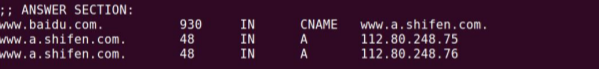 ;; ANSWER SECTION:
www.baidu.com. 930 IN CNAME www.a.shifen.com.
www.a.shifen.com. 48 IN A 112.80.248.75
www.a.shifen.com. 48 IN A 112.80.248.76